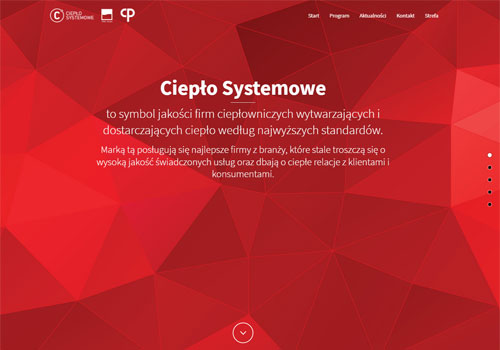 C CIEPŁO
SYSTEMOWE
CP
Start Program Aktualności Kontakt Strefa
Ciepło Systemowe
to symbol jakości firm ciepłowniczych wytwarzających i
dostarczających ciepło według najwyższych standardów.
Marką tą posługują się najlepsze firmy z branży, które stale troszczą się o
wysoką jakość świadczonych usług oraz dbają o ciepłe relacje z klientami i
konsumentami.